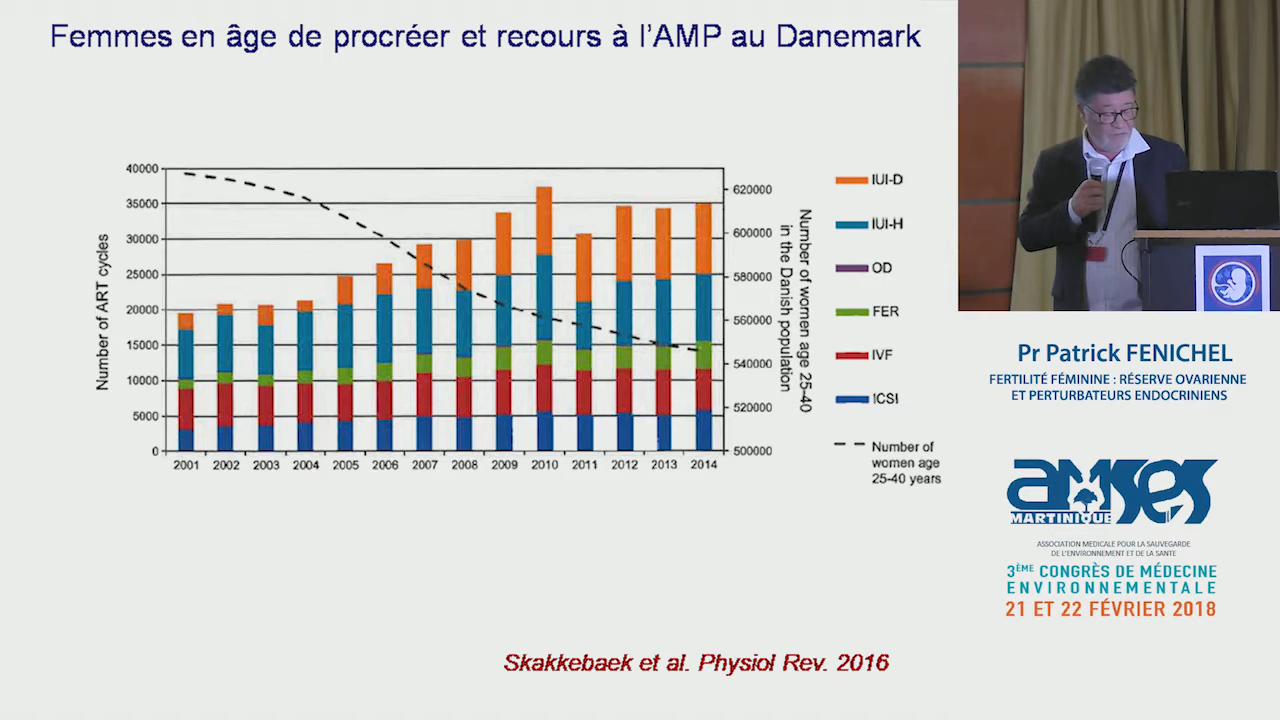 Femmes en âge de procréer et recours à l'AMP au Danemark
Number of ART cycles
40000
35000
30000
25000
20000
15000
10000
5000
0
2001 2002 2003 2004 2005 2006 2007 2008 2009 2010 2011 2012 2013 2014
620000
600000
580000
560000
540000
520000
500000
Number of women age 25-40
in the Danish population
IUI-D
IUI-H
OD
FER
IVF
ICSI
Number of
women age
25-40 years
Skakkebaek et al. Physiol Rev. 2016
Pr Patrick FENICHEL
FERTILITÉ FÉMININE : RÉSERVE OVARIENNE
ET PERTURBATEURS ENDOCRINIENS
AMSES
MARTINIQUE
ASSOCIATION MEDICALE POUR LA SAUVEGARDE
DE L'ENVIRONNEMENT ET DE LA SANTE
3ÈME CONGRÈS DE MÉDECINE
ENVIRONNEMENTALE
21 ET 22 FÉVRIER 2018